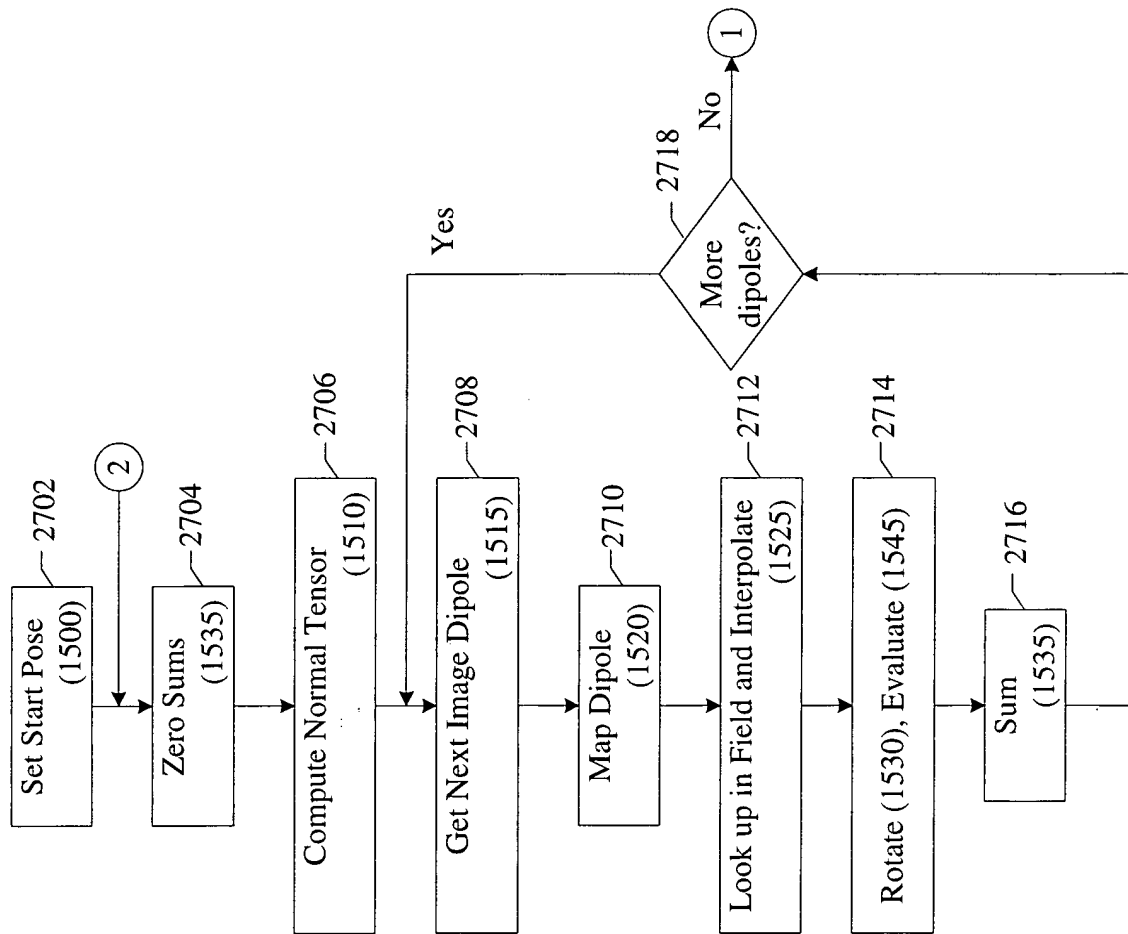 Set Start Pose
(1500)
2702
2
Zero Sums
(1535)
2704
Compute Normal Tensor
(1510)
2706
Get Next Image Dipole
(1515)
2708
Map Dipole
(1520)
2710
Look up in Field and Interpolate
(1525)
2712
Rotate (1530), Evaluate (1545)
2714
Sum
(1535)
2716
More
dipoles?
2718
Yes
No
1